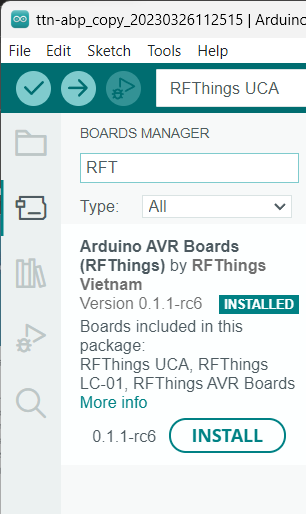 ttn-abp_copy_20230326112515 | Arduino
File Edit Sketch Tools Help
RFThings UCA
BOARDS MANAGER
RFT
Type: All
Arduino AVR Boards
(RFThings) by RFThings
Vietnam
Version 0.1.1-rc6 INSTALLED
Boards included in this
package:
RFThings UCA, RFThings
LC-01, RFThings AVR Boards
More info
0.1.1-rc6 INSTALL